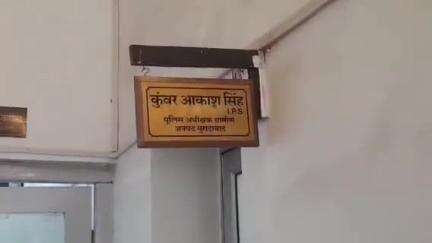 कुंवर आकाश सिंह
I.P.S
पुलिस अधीक्षक ग्रामीण
जनपद मुरादाबाद